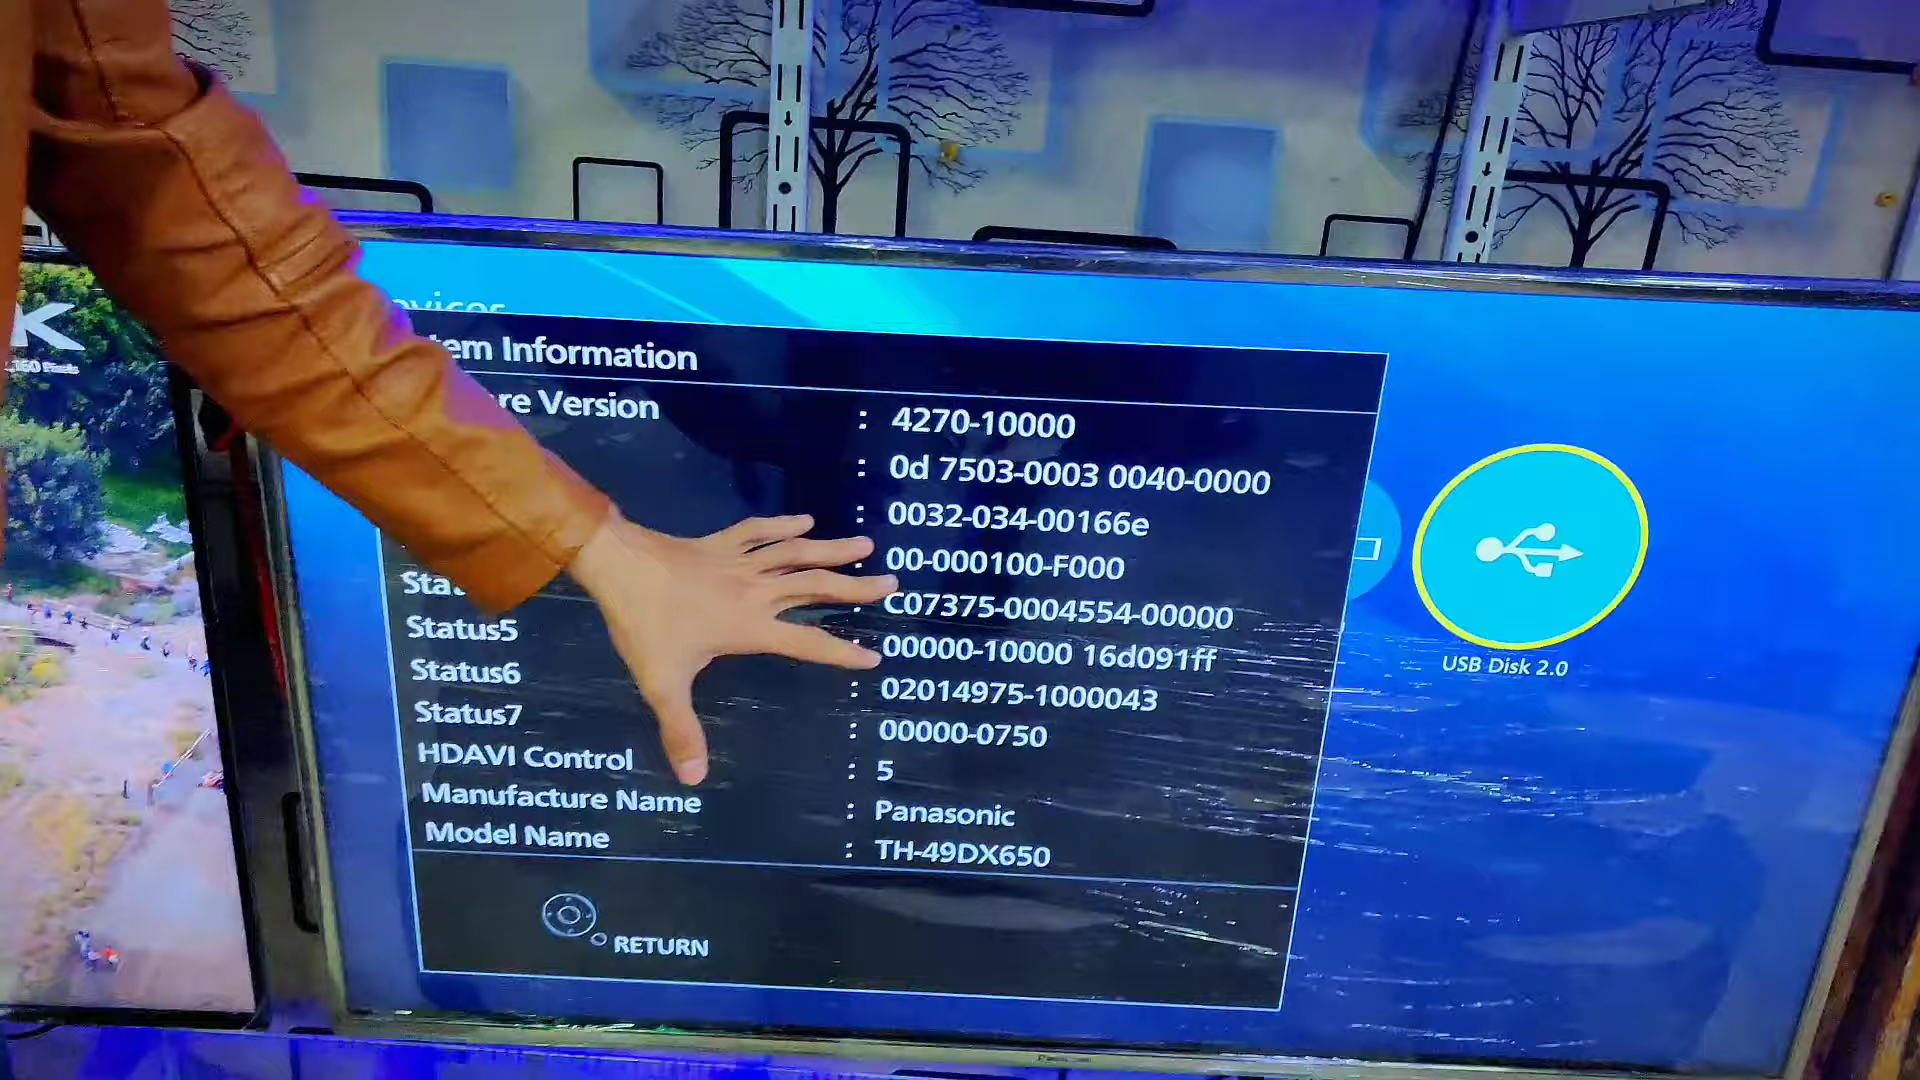 K
evices
em Information
re Version : 4270-10000
: 0d 7503-0003 0040-0000
: 0032-034-00166e
: 00-000100-F000
: C07375-0004554-00000
Status5 00000-10000 16d091ff
Status6 : 02014975-1000043
Status7 : 00000-0750
HDAVI Control : 5
Manufacture Name : Panasonic
Model Name : TH-49DX650
RETURN
USB Disk 2.0